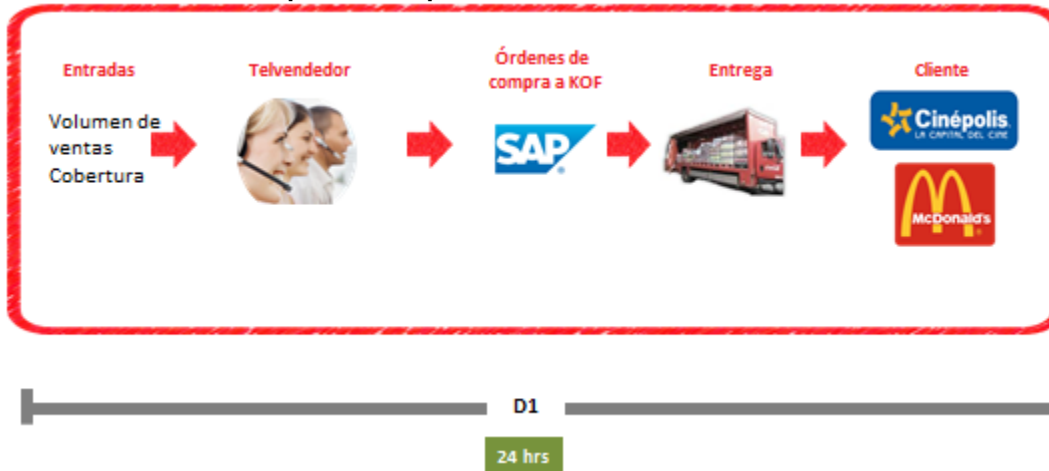 Entradas
Volumen de
ventas
Cobertura
Telvendedor
Órdenes de
compra a KOF
SAP
Entrega
Cliente
Cinépolis
LA CAPITAL DEL CINE
McDonald's
D1
24 hrs